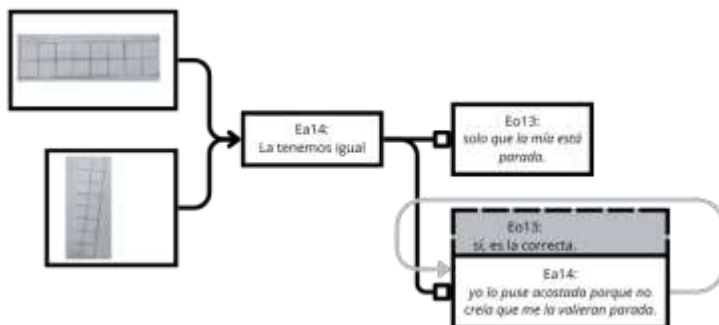 Ea14:
La tenemos igual
Eo13:
solo que la mía está
parada.
Eo13:
sí, es la correcta.
Ea14:
yo lo puse acostada porque no
creía que me la valieran parada.